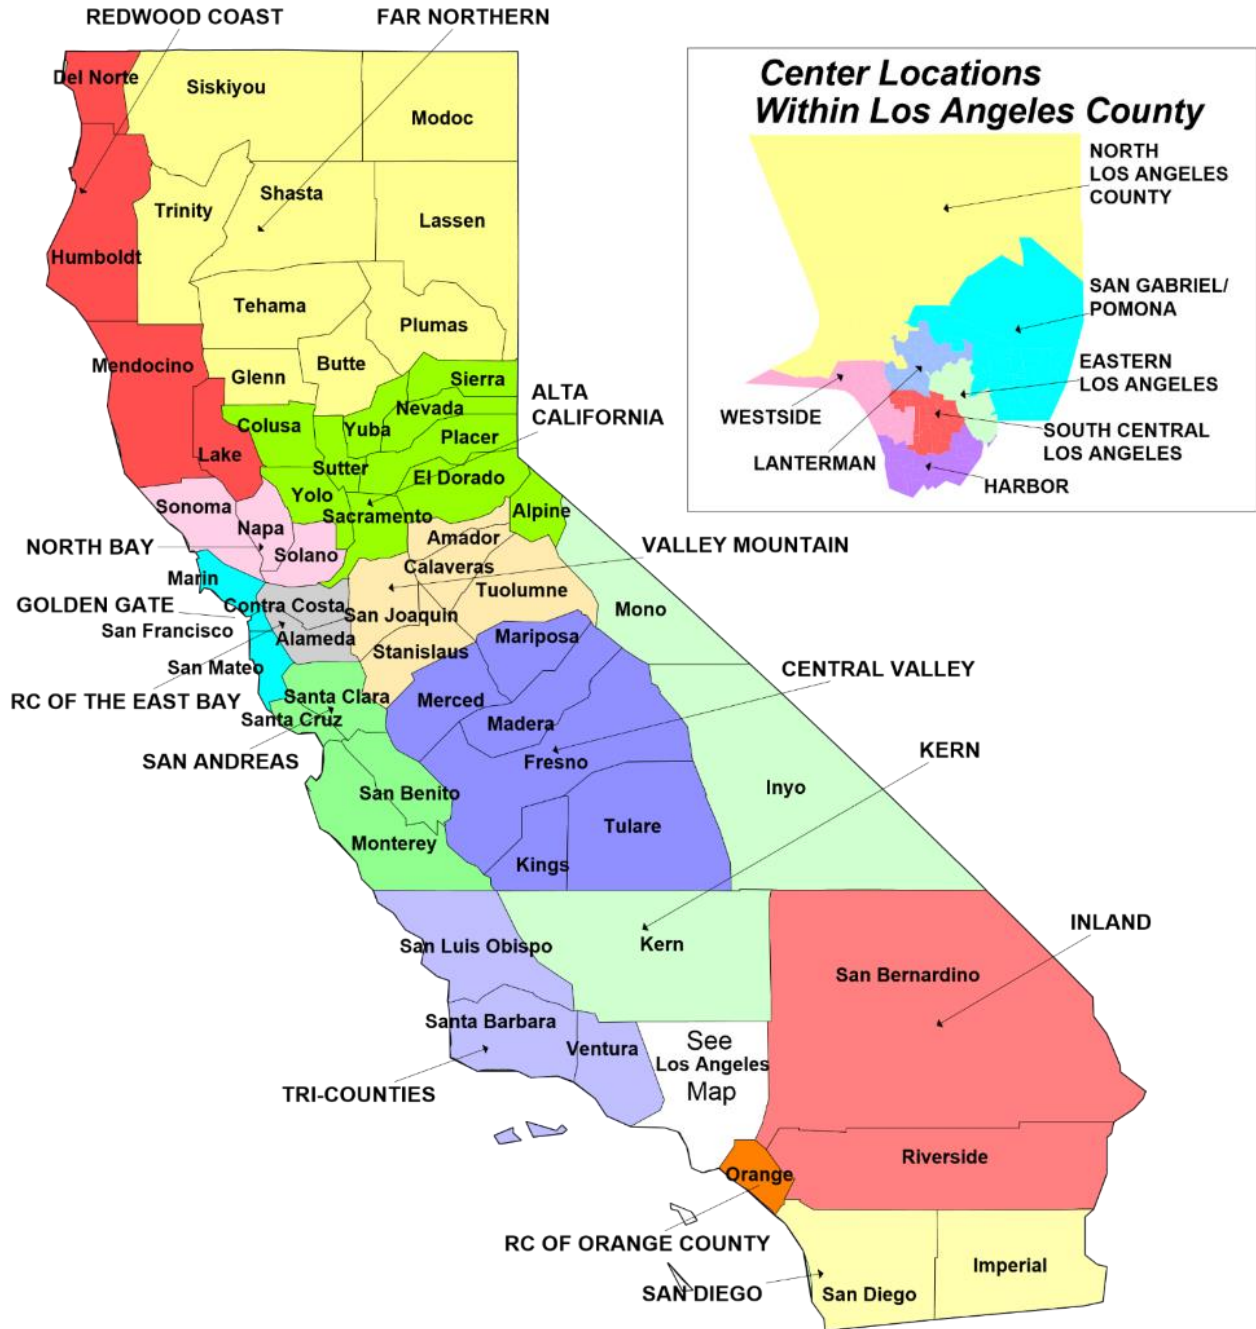 REDWOOD COAST
FAR NORTHERN
Del Norte
Siskiyou
Modoc
Shasta
Trinity
Lassen
Humboldt
Tehama
Plumas
Mendocino
Butte
Glenn
Sierra
Nevada
Colusa
Yuba
Placer
Lake
Sutter
El Dorado
Yolo
Sacramento
Alpine
ALTA
CALIFORNIA
Sonoma
Napa
Solano
NORTH BAY
Amador
VALLEY MOUNTAIN
Calaveras
Marin
Tuolumne
GOLDEN GATE
Contra Costa
San Joaquin
Mono
San Francisco
Alameda
Mariposa
Stanislaus
San Mateo
CENTRAL VALLEY
RC OF THE EAST BAY
Santa Clara
Merced
Santa Cruz
Madera
SAN ANDREAS
Fresno
KERN
San Benito
Inyo
Tulare
Monterey
Kings
INLAND
San Luis Obispo
Kern
San Bernardino
Santa Barbara
Ventura
See
Los Angeles
Map
TRI-COUNTIES
Riverside
Orange
RC OF ORANGE COUNTY
Imperial
SAN DIEGO
San Diego
Center Locations
Within Los Angeles County
NORTH
LOS ANGELES
COUNTY
SAN GABRIEL/
POMONA
EASTERN
LOS ANGELES
WESTSIDE
SOUTH CENTRAL
LOS ANGELES
LANTERMAN
HARBOR